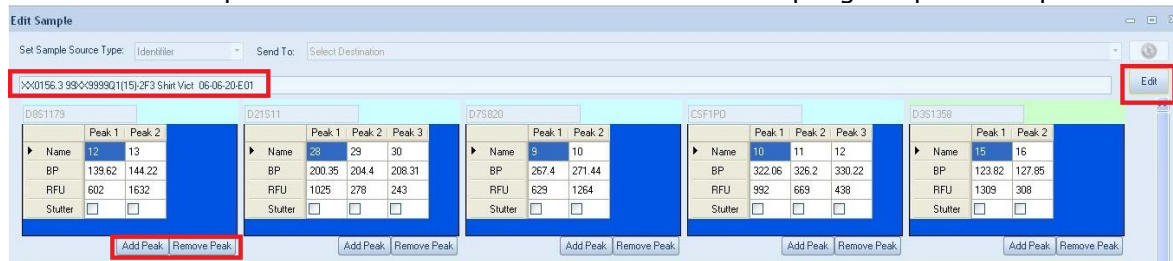 Edit Sample
Set Sample Source Type: Identifiler Send To: Select Destination
XX0156.3 99XX9999Q1(15)-2F3 Shirt Vict 06-06-20-E01 Edit
D8S1179 D21S11 D7S820 CSF1PO D3S1358
Peak 1 Peak 2 Peak 1 Peak 2 Peak 3 Peak 1 Peak 2 Peak 1 Peak 2 Peak 3 Peak 1 Peak 2
Name 12 13 Name 28 29 30 Name 9 10 Name 10 11 12 Name 15 16
BP 139.62 144.22 BP 200.35 204.4 208.31 BP 267.4 271.44 BP 322.06 326.2 330.22 BP 123.82 127.85
RFU 602 1632 RFU 1025 278 243 RFU 629 1264 RFU 992 669 438 RFU 1309 308
Stutter Stutter Stutter Stutter Stutter
Add Peak Remove Peak Add Peak Remove Peak Add Peak Remove Peak Add Peak Remove Peak Add Peak Remove Peak